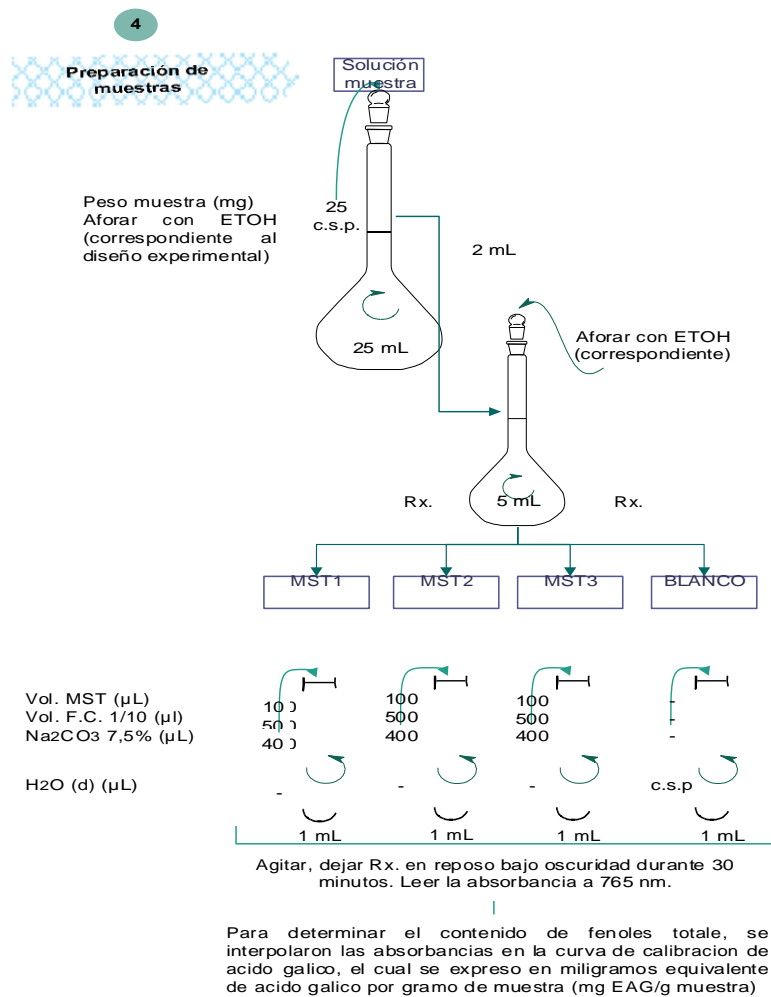 4
Preparación de
muestras
Solución
muestra
Peso muestra (mg)
Aforar con ETOH
(correspondiente al
diseño experimental)
25
c.s.p.
2 mL
25 mL
Aforar con ETOH
(correspondiente)
Rx.
5 mL
Rx.
MST1
MST2
MST3
BLANCO
Vol. MST (µL)
100
100
100
-
Vol. F.C. 1/10 (µl)
500
500
500
-
Na2CO3 7,5% (µL)
400
400
400
-
H2O (d) (µL)
-
-
-
c.s.p
1 mL
1 mL
1 mL
1 mL
Agitar, dejar Rx. en reposo bajo oscuridad durante 30
minutos. Leer la absorbancia a 765 nm.
Para determinar el contenido de fenoles totale, se
interpolaron las absorbancias en la curva de calibracion de
acido galico, el cual se expreso en miligramos equivalente
de acido galico por gramo de muestra (mg EAG/g muestra)